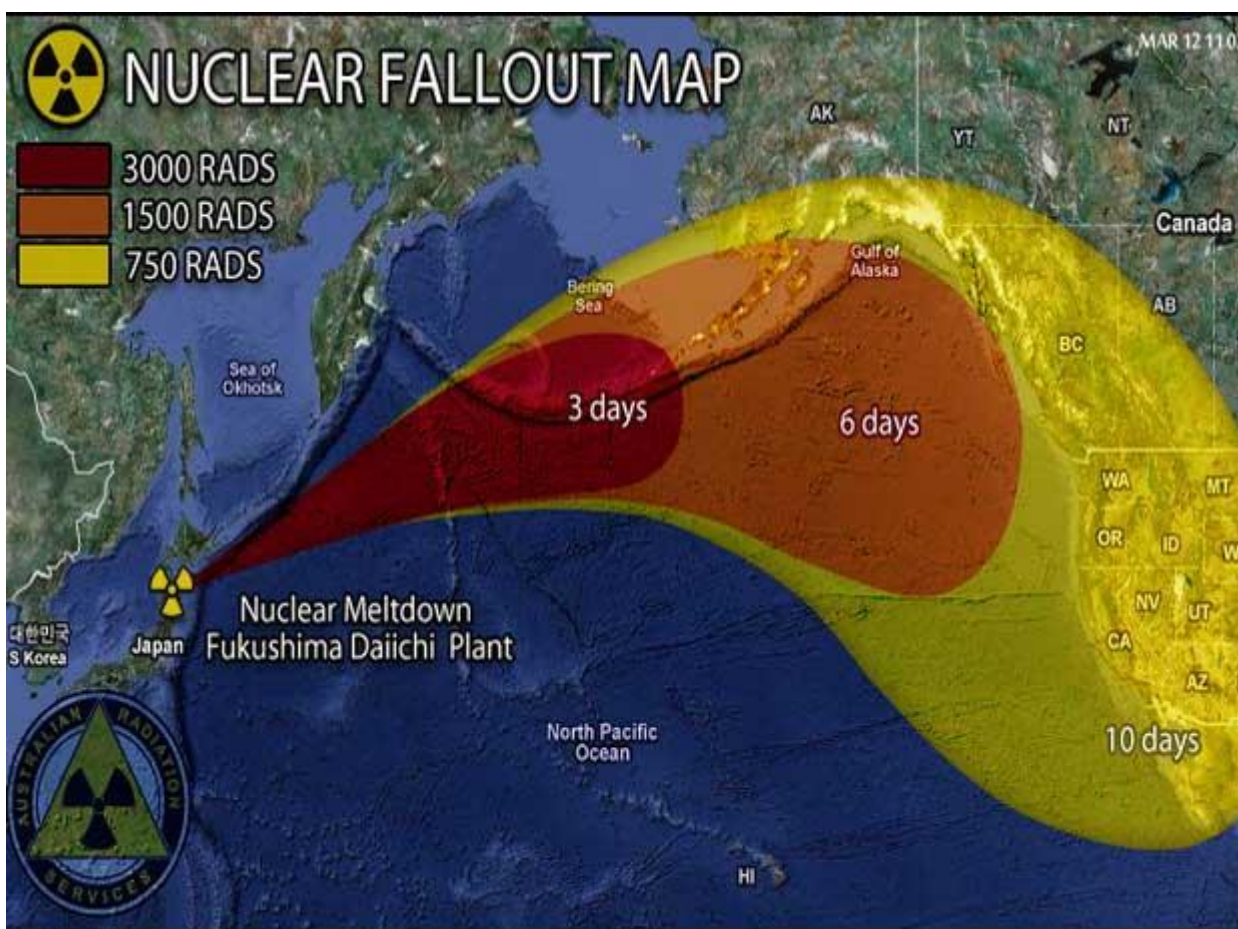 NUCLEAR FALLOUT MAP
MAR 12 11:0
3000 RADS
1500 RADS
750 RADS
AK
YT
NT
Canada
Gulf of
Alaska
Bering
Sea
AB
BC
Sea of
Okhotsk
3 days
6 days
WA
MT
OR
ID
W
NV
UT
CA
AZ
10 days
Nuclear Meltdown
Fukushima Daiichi Plant
대한민국
S Korea
Japan
North Pacific
Ocean
HI
AUSTRALIAN RADIATION
SERVICES